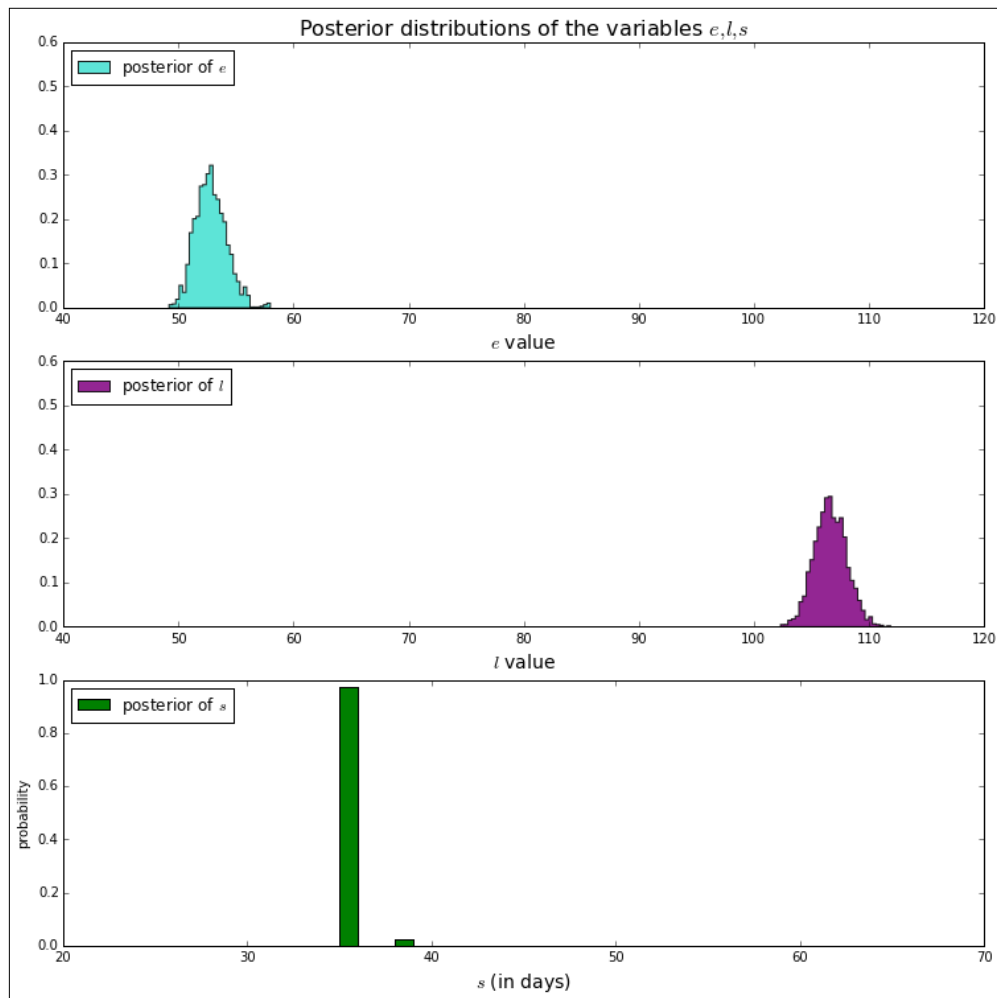 Posterior distributions of the variables e,l,s
0.6
0.5
0.4
0.3
0.2
0.1
0.0
posterior of e
40 50 60 70 80 90 100 110 120
e value
0.6
0.5
0.4
0.3
0.2
0.1
0.0
posterior of l
40 50 60 70 80 90 100 110 120
l value
probability
1.0
0.8
0.6
0.4
0.2
0.0
posterior of s
20 30 40 50 60 70
s (in days)